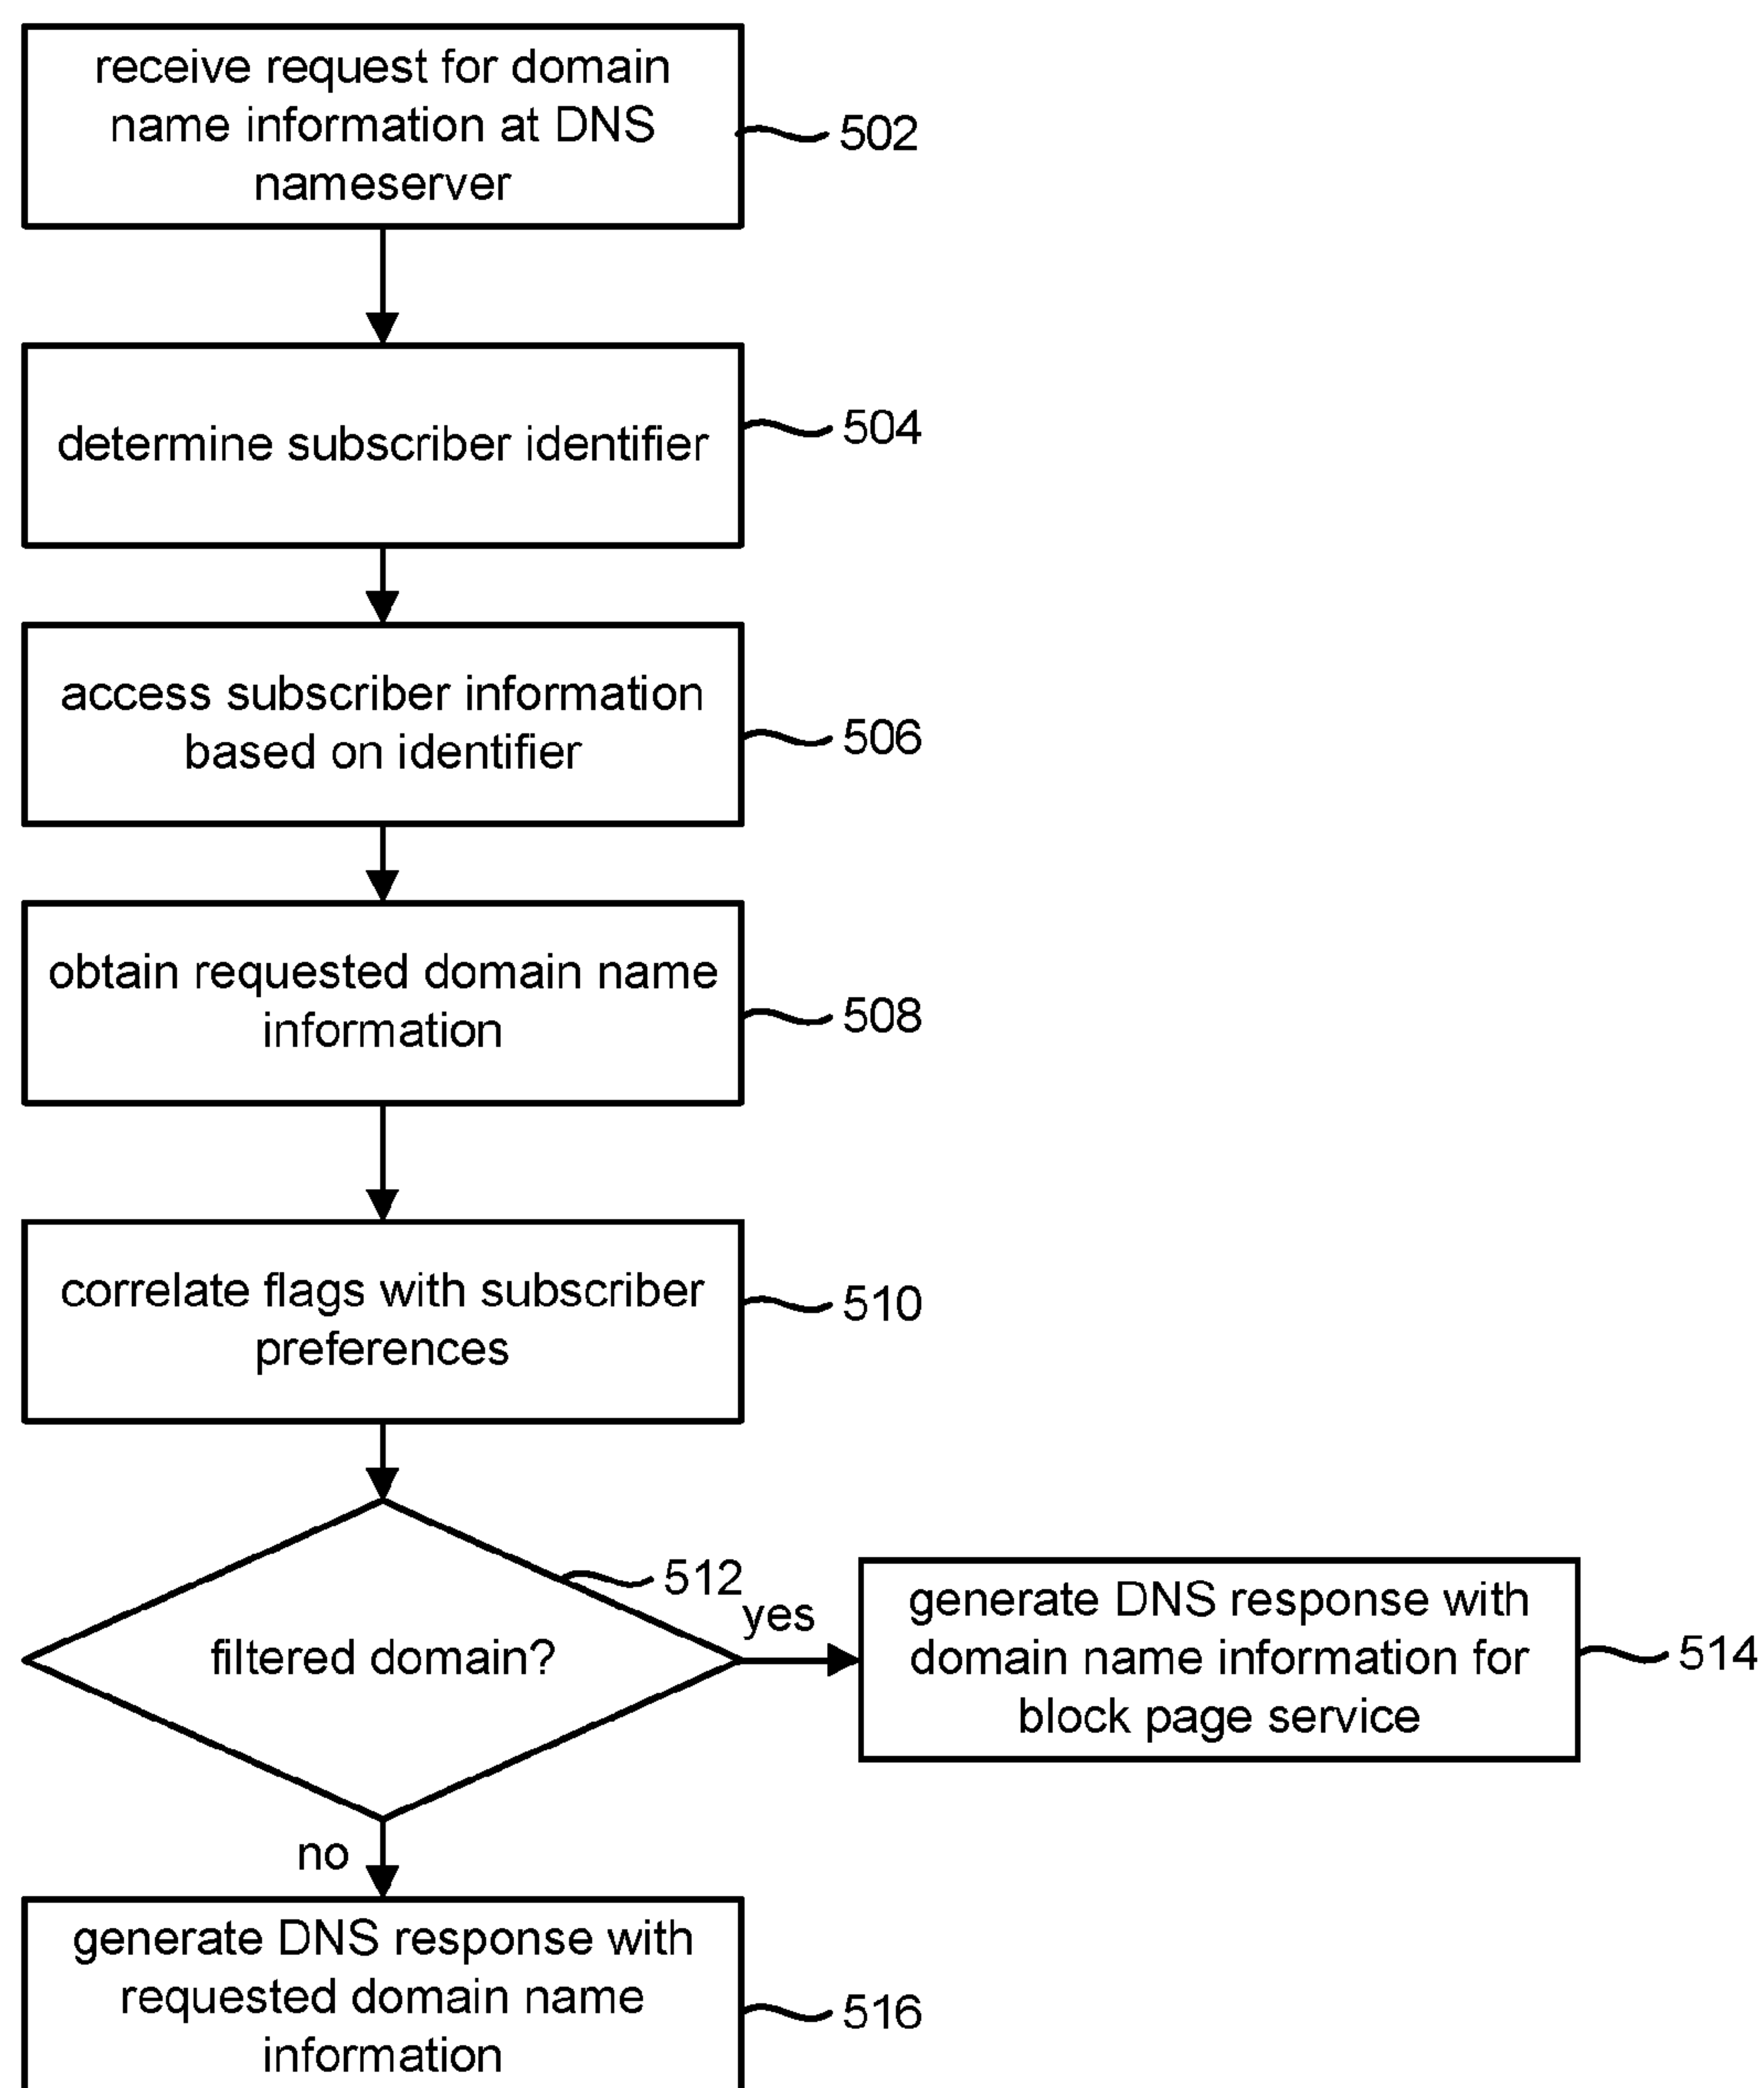 receive request for domain
name information at DNS
nameserver
502
determine subscriber identifier
504
access subscriber information
based on identifier
506
obtain requested domain name
information
508
correlate flags with subscriber
preferences
510
filtered domain?
512
yes
generate DNS response with
domain name information for
block page service
514
no
generate DNS response with
requested domain name
information
516